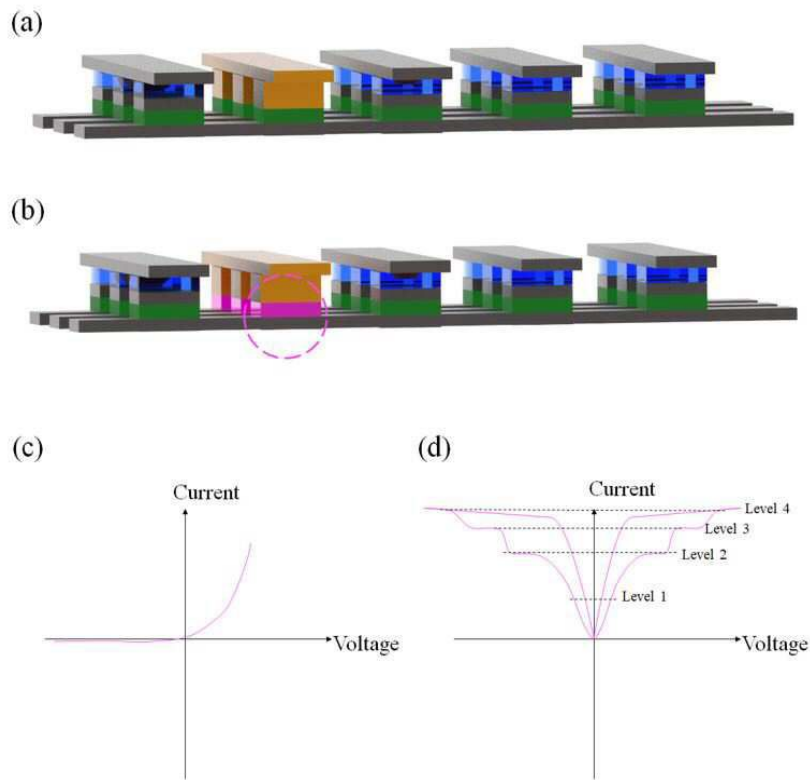 (a)
(b)
(c)
(d)
Current
Voltage
Current
Level 4
Level 3
Level 2
Level 1
Voltage